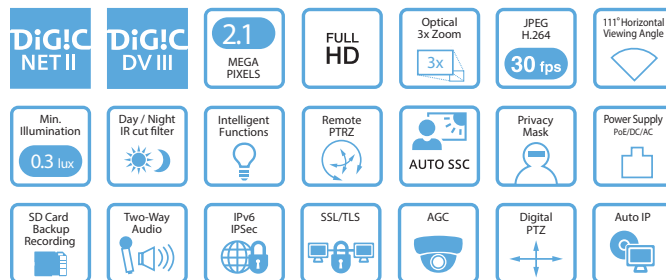 DiG!C
NET II
DiG!C
DV III
2.1
MEGA
PIXELS
FULL
HD
Optical
3x Zoom
3x
JPEG
H.264
30 fps
111° Horizontal
Viewing Angle
Min.
Illumination
0.3 lux
Day / Night
IR cut filter
Intelligent
Functions
Remote
PTRZ
AUTO SSC
Privacy
Mask
Power Supply
PoE/DC/AC
SD Card
Backup
Recording
Two-Way
Audio
IPv6
IPSec
SSL/TLS
AGC
Digital
PTZ
Auto IP